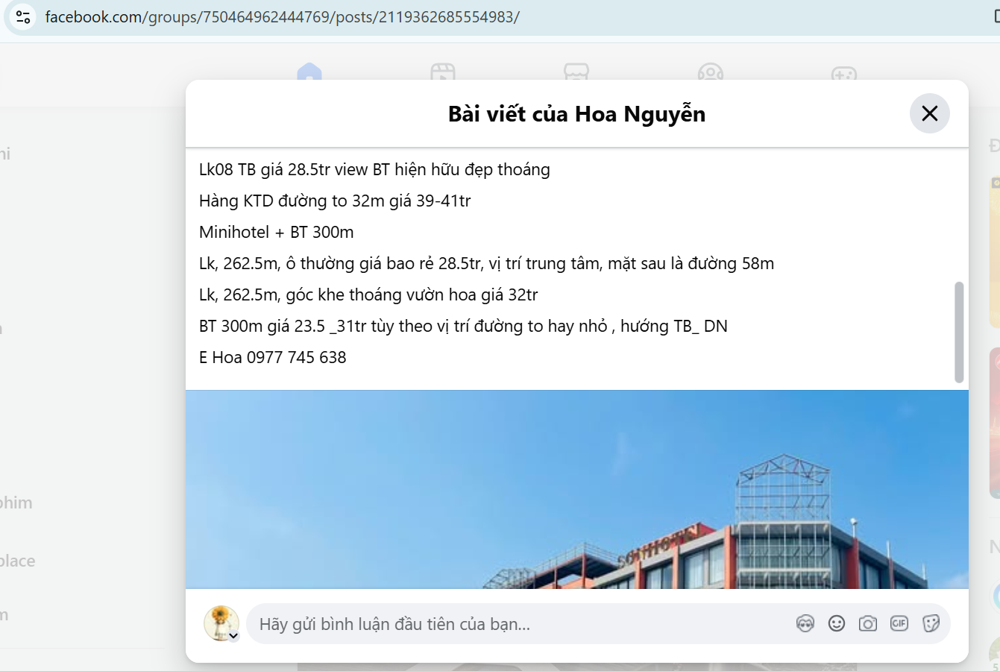 facebook.com/groups/750464962444769/posts/2119362685554983/
Bài viết của Hoa Nguyễn
Lk08 TB giá 28.5tr view BT hiện hữu đẹp thoáng
Hàng KTD đường to 32m giá 39-41tr
Minihotel + BT 300m
Lk, 262.5m, ô thường giá bao rẻ 28.5tr, vị trí trung tâm, mặt sau là đường 58m
Lk, 262.5m, góc khe thoáng vườn hoa giá 32tr
BT 300m giá 23.5 _31tr tùy theo vị trí đường to hay nhỏ , hướng TB_ DN
E Hoa 0977 745 638
phim
place
Hãy gửi bình luận đầu tiên của bạn...
GIF